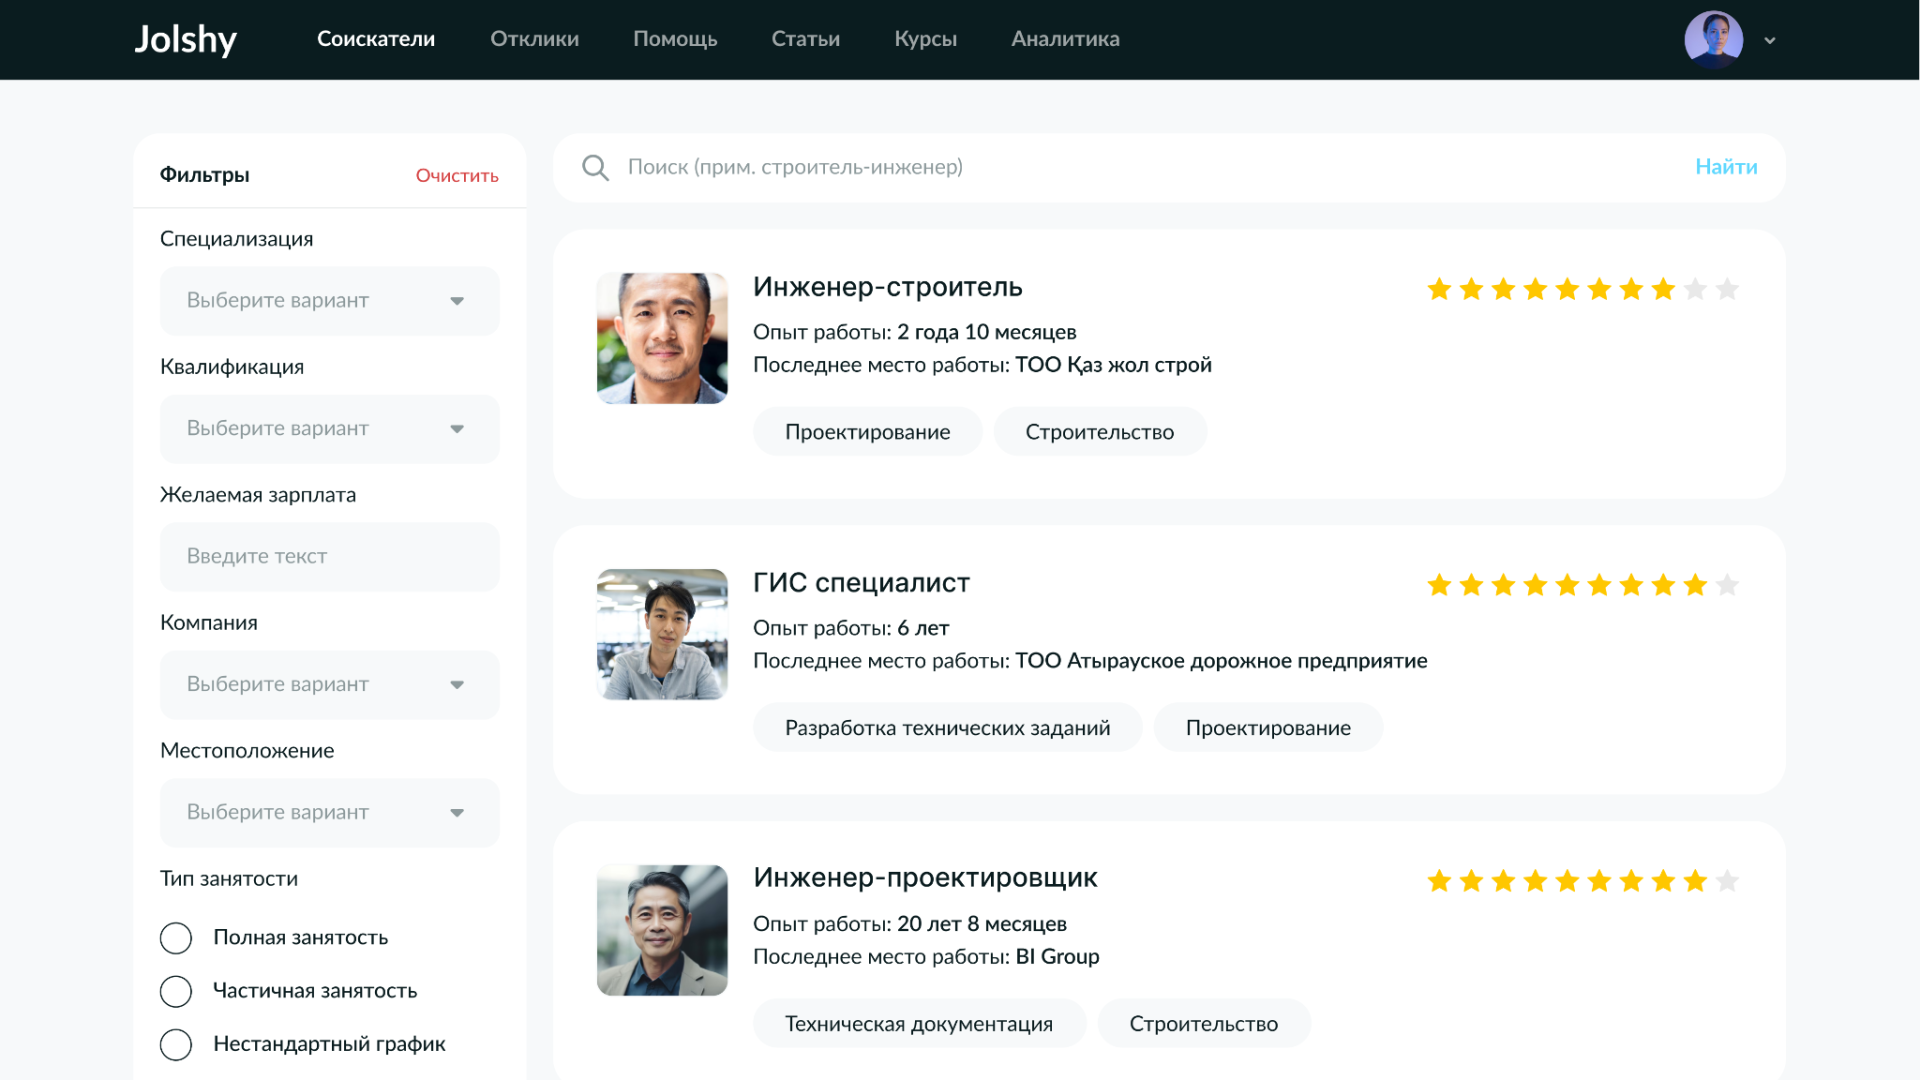 Jolshy
Соискатели
Отклики
Помощь
Статьи
Курсы
Аналитика
Фильтры
Очистить
Специализация
Выберите вариант
Квалификация
Выберите вариант
Желаемая зарплата
Введите текст
Компания
Выберите вариант
Местоположение
Выберите вариант
Тип занятости
Полная занятость
Частичная занятость
Нестандартный график
Поиск (прим. строитель-инженер)
Найти
Инженер-строитель
Опыт работы: 2 года 10 месяцев
Последнее место работы: ТОО Қаз жол строй
Проектирование
Строительство
ГИС специалист
Опыт работы: 6 лет
Последнее место работы: ТОО Атырауское дорожное предприятие
Разработка технических заданий
Проектирование
Инженер-проектировщик
Опыт работы: 20 лет 8 месяцев
Последнее место работы: BI Group
Техническая документация
Строительство